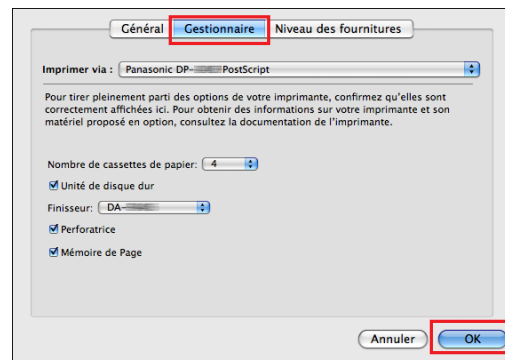 Général Gestionnaire Niveau des fournitures
Imprimer via : Panasonic DP- PostScript
Pour tirer pleinement parti des options de votre imprimante, confirmez qu'elles sont
correctement affichées ici. Pour obtenir des informations sur votre imprimante et son
matériel proposé en option, consultez la documentation de l'imprimante.
Nombre de cassettes de papier: 4
Unité de disque dur
Finisseur: DA-
Perforatrice
Mémoire de Page
Annuler OK